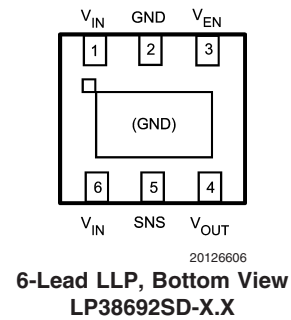 VIN GND VEN
1 2 3
(GND)
6 5 4
VIN SNS VOUT
20126606
6-Lead LLP, Bottom View
LP38692SD-X.X